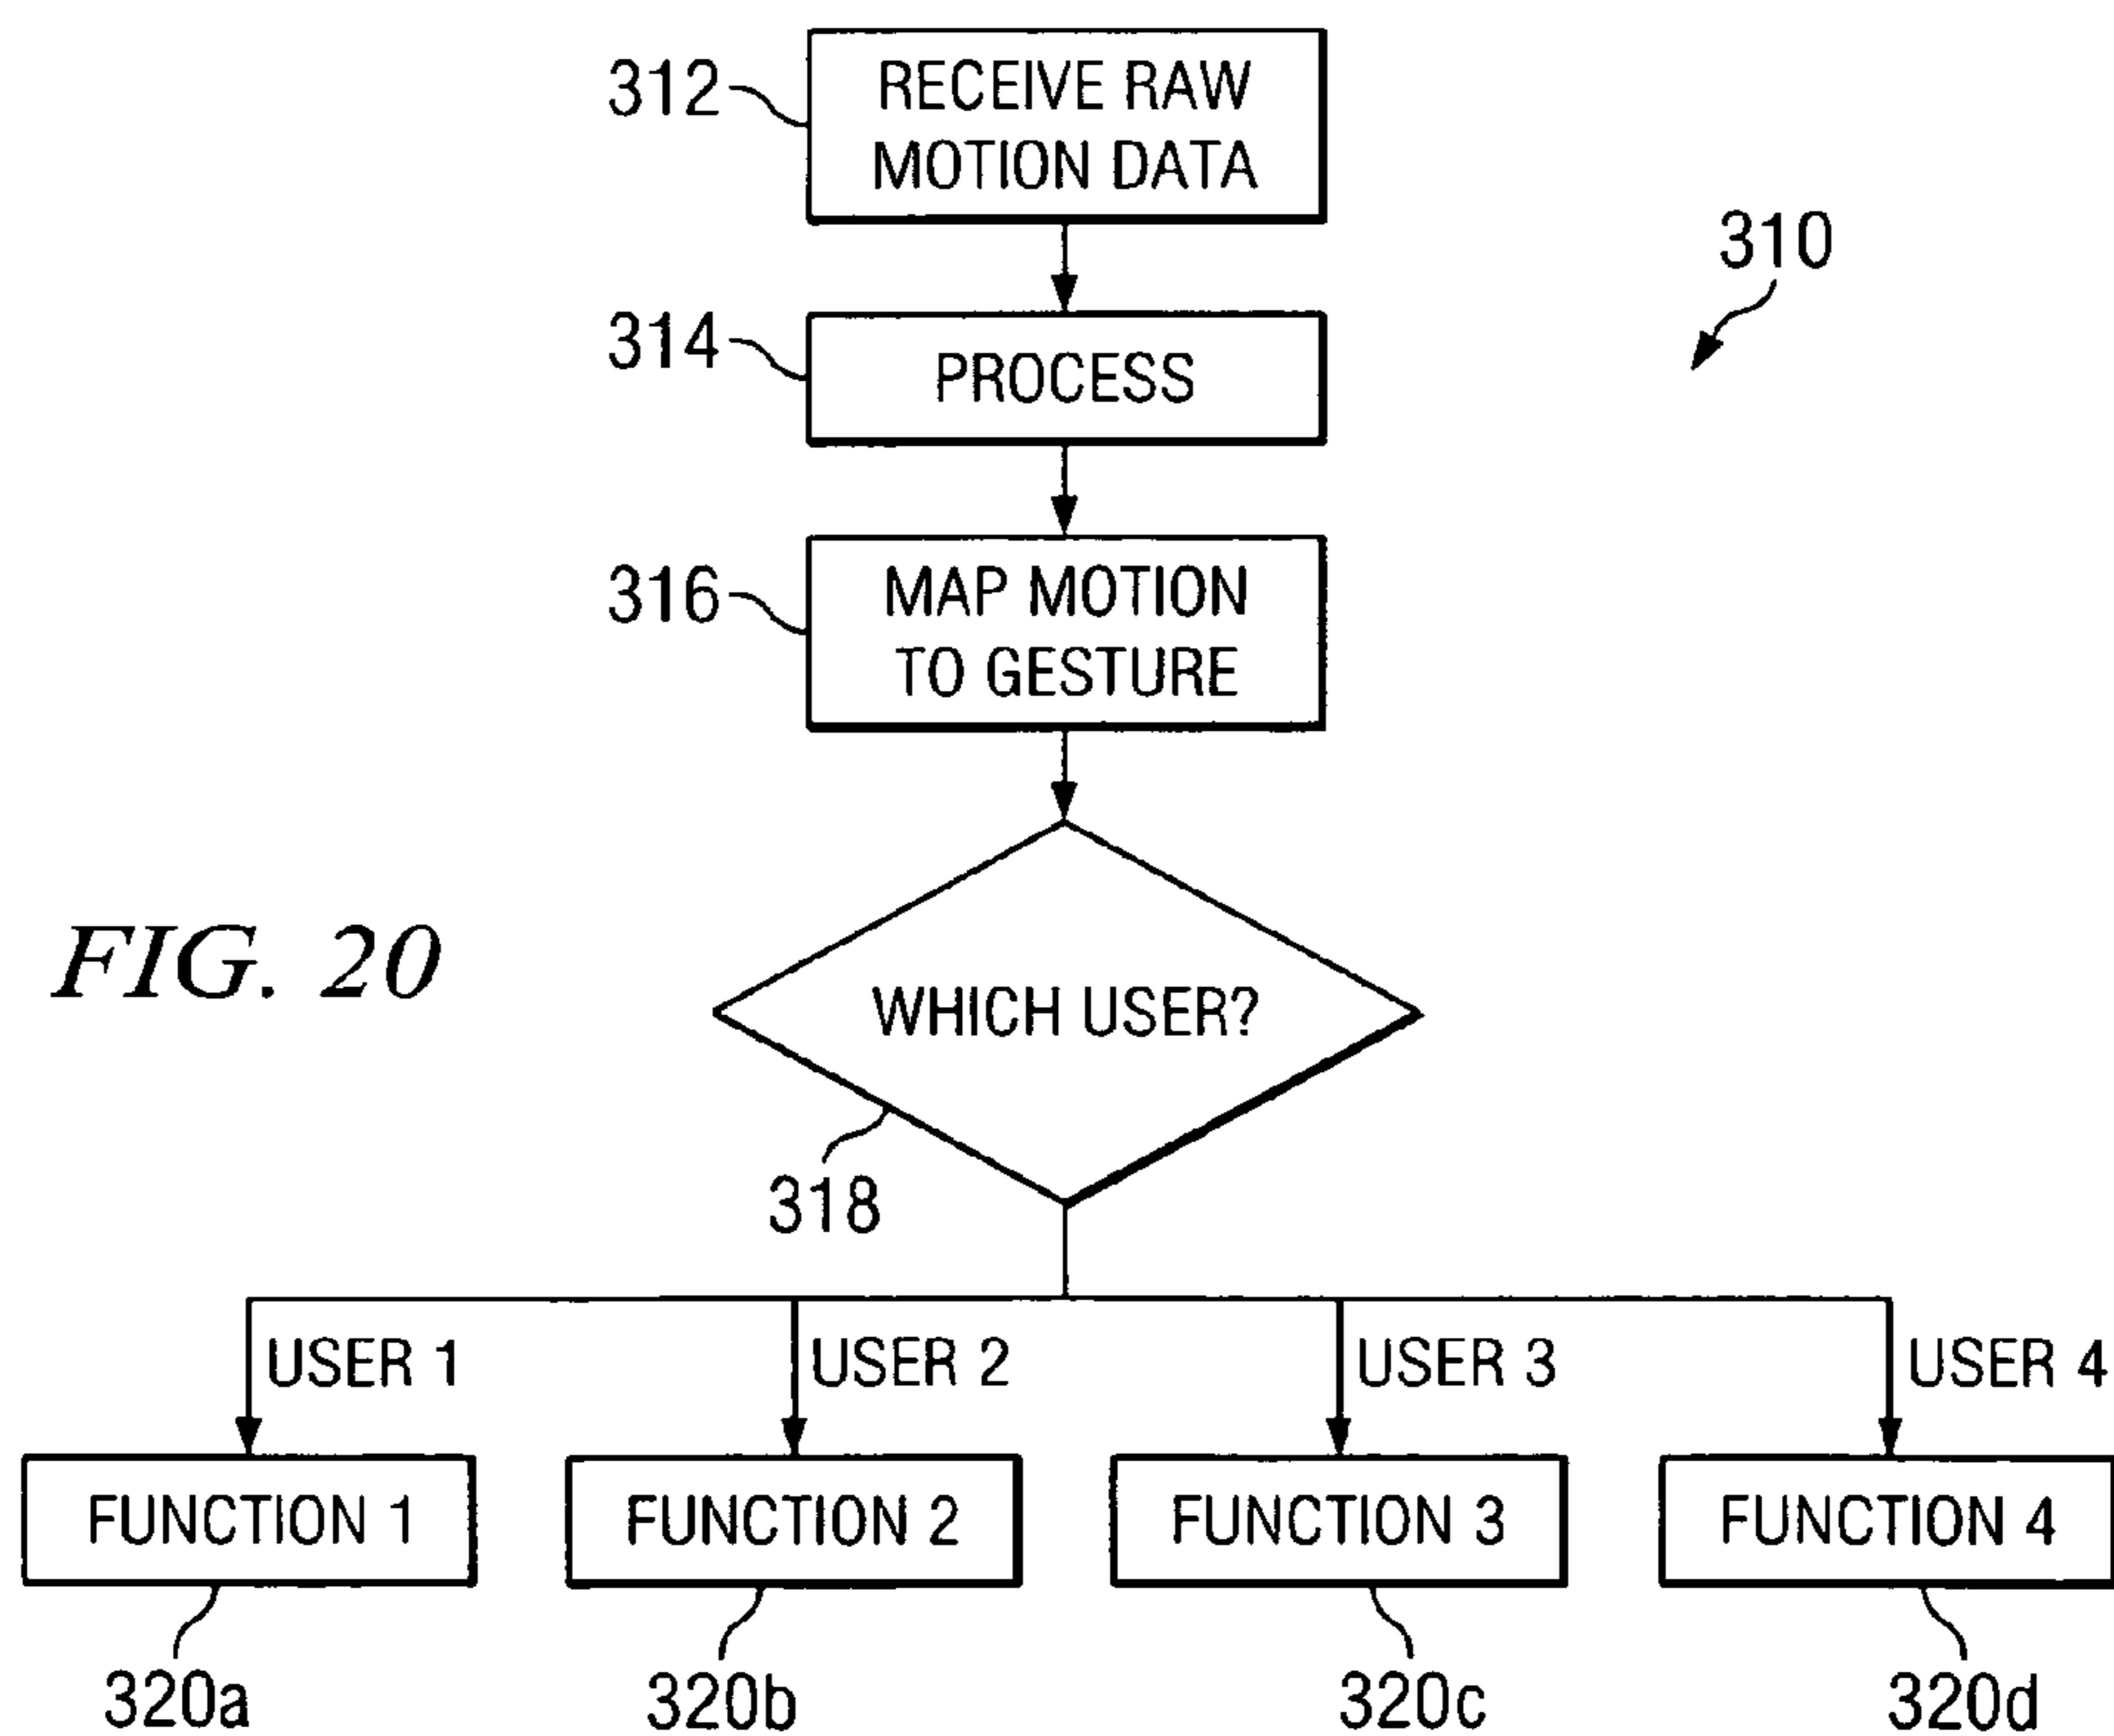 312
RECEIVE RAW
MOTION DATA
310
314
PROCESS
316
MAP MOTION
TO GESTURE
FIG. 20
WHICH USER?
318
USER 1
USER 2
USER 3
USER 4
FUNCTION 1
FUNCTION 2
FUNCTION 3
FUNCTION 4
320a
320b
320c
320d